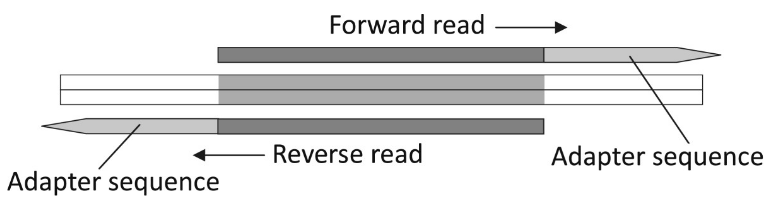 Forward read
Reverse read
Adapter sequence
Adapter sequence